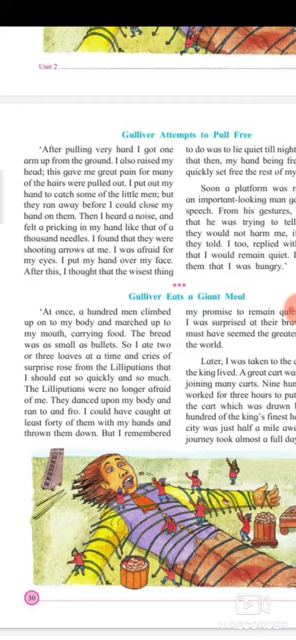 Unit 2
Gulliver Attempts to Pull Free
'After pulling very hard I got one
arm up from the ground. I also raised my
head; this gave me great pain for many
of the hairs were pulled out. I put out my
hand to catch some of the little men; but
they ran away before I could close my
hand on them. Then I heard a noise, and
felt a pricking in my hand like that of a
thousand needles. I found that they were
shooting arrows at me. I was afraid for
my eyes. I put my hand over my face.
After this, I thought that the wisest thing
to do was to lie quiet till night
that then, my hand being fre
quickly set free the rest of my
Soon a platform was r
an important-looking man g
speech. From his gestures,
that he was trying to tell
they would not harm me, i
they told. I too, replied wit
that I would remain quiet. I
them that I was hungry.'
***
Gulliver Eats a Giant Meal
'At once, a hundred men climbed
up on to my body and marched up to
my mouth, carrying food. The bread
was as small as bullets. So I ate two
or three loaves at a time and cries of
surprise rose from the Lilliputians that
I should eat so quickly and so much.
The Lilliputians were no longer afraid
of me. They danced upon my body and
ran to and fro. I could have caught at
least forty of them with my hands and
thrown them down. But I remembered
my promise to remain
I was surprised at their
must have seemed the greates
the world.
Later, I was taken to the c
the king lived. A great cart wa
joining many carts. Nine hun
worked for three hours to put
the cart which was drawn
hundred of the king's finest h
city was just half a mile awa
journey took almost a full day
30
V RECORDER